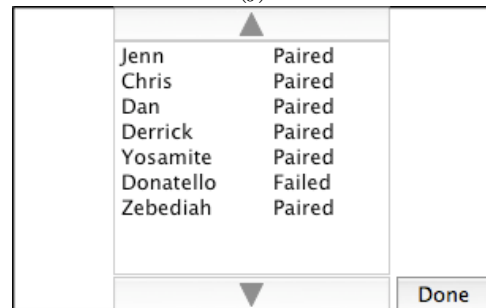 Jenn Paired
Chris Paired
Dan Paired
Derrick Paired
Yosamite Paired
Donatello Failed
Zebediah Paired
Done